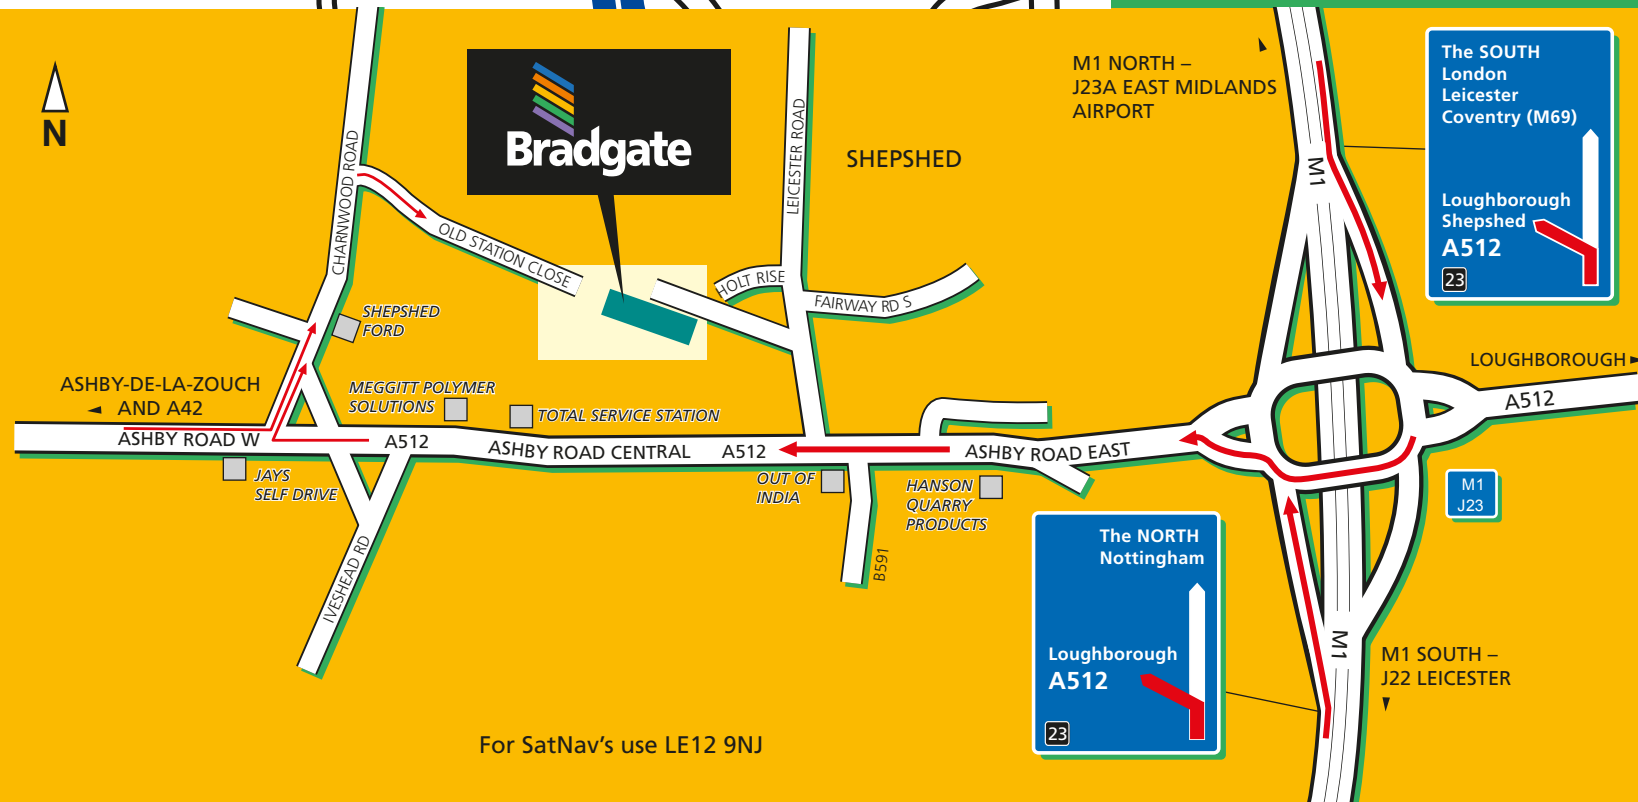 N
CHARNWOOD ROAD
OLD STATION CLOSE
Bradgate
LEICESTER ROAD
SHEPSHED
HOLT RISE
FAIRWAY RD S
M1 NORTH –
J23A EAST MIDLANDS
AIRPORT
M1
The SOUTH
London
Leicester
Coventry (M69)
Loughborough
Shepshed
A512
23
SHEPSHED
FORD
ASHBY-DE-LA-ZOUCH
AND A42
MEGGITT POLYMER
SOLUTIONS
TOTAL SERVICE STATION
LOUGHBOROUGH
A512
ASHBY ROAD W
A512
ASHBY ROAD CENTRAL
A512
ASHBY ROAD EAST
JAYS
SELF DRIVE
OUT OF
INDIA
HANSON
QUARRY
PRODUCTS
M1
J23
IVESHEAD RD
B591
The NORTH
Nottingham
Loughborough
A512
23
M1
M1 SOUTH –
J22 LEICESTER
For SatNav's use LE12 9NJ